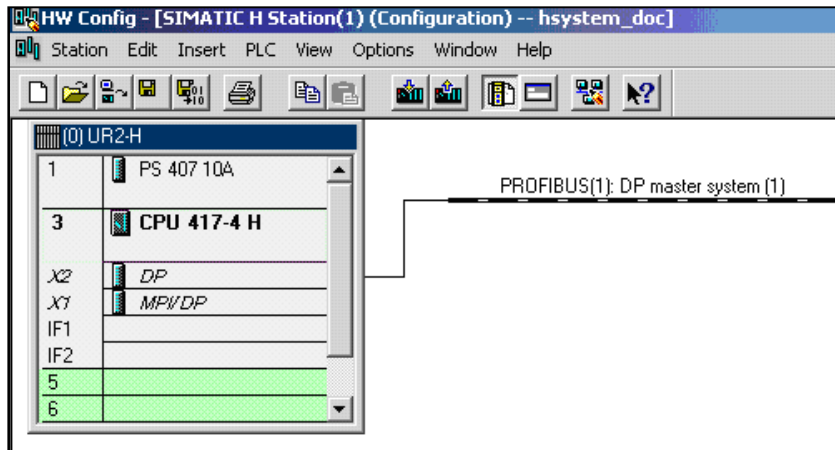 HW Config - [SIMATIC H Station(1) (Configuration) -- hsystem_doc]
Station Edit Insert PLC View Options Window Help
(0) UR2-H
1 PS 407 10A
3 CPU 417-4 H
X2 DP
X1 MPI/DP
IF1
IF2
5
6
PROFIBUS(1): DP master system (1)